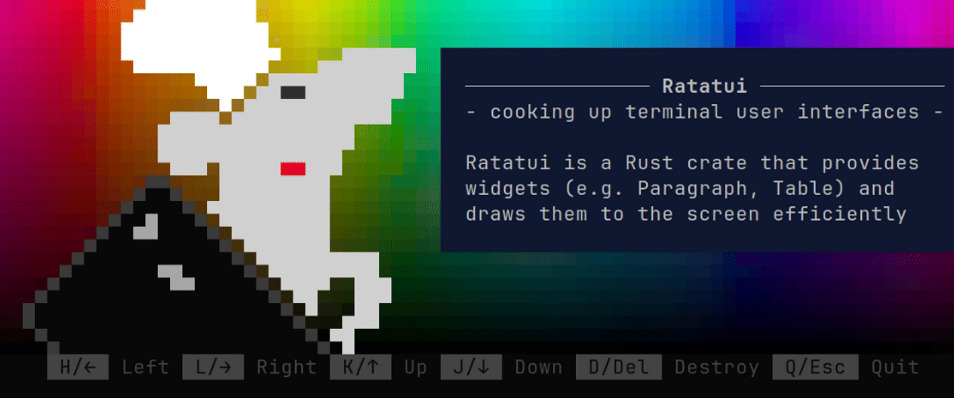 Ratatui
- cooking up terminal user interfaces -
Ratatui is a Rust crate that provides
widgets (e.g. Paragraph, Table) and
draws them to the screen efficiently
H/← Left L/→ Right K/↑ Up J/↓ Down D/Del Destroy Q/Esc Quit